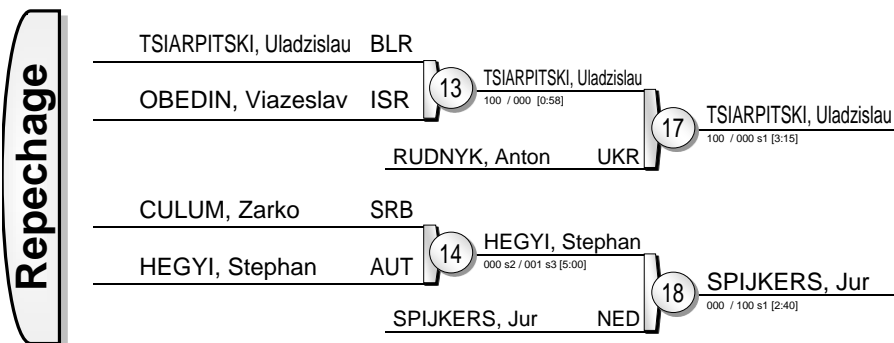 Repechage
TSIARPITSKI, Uladzislau BLR
OBEDIN, Viazeslav ISR
13
TSIARPITSKI, Uladzislau
100 / 000 [0:58]
RUDNYK, Anton UKR
17
TSIARPITSKI, Uladzislau
100 / 000 s1 [3:15]
CULUM, Zarko SRB
HEGYI, Stephan AUT
14
HEGYI, Stephan
000 s2 / 001 s3 [5:00]
SPIJKERS, Jur NED
18
SPIJKERS, Jur
000 / 100 s1 [2:40]